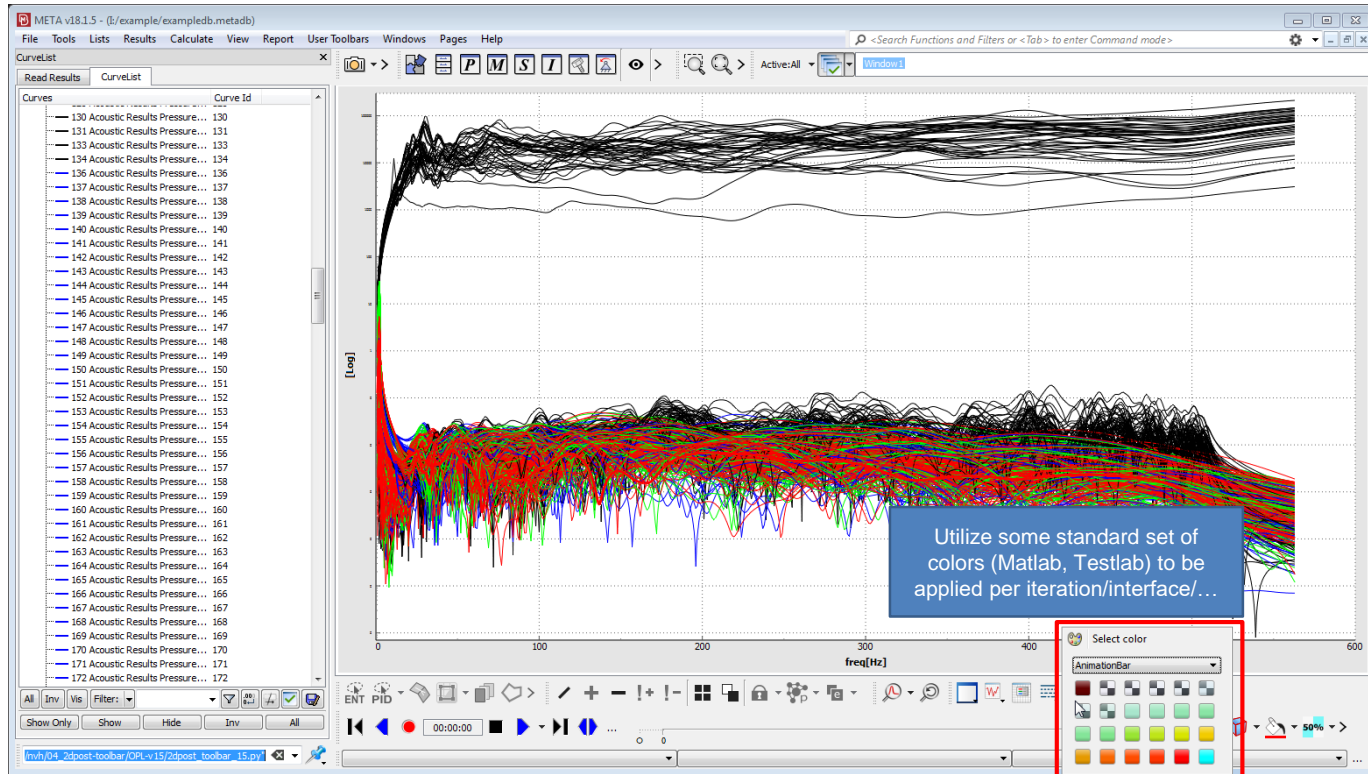 META v18.1.5 - (I:/example/exampledb.metadb)
File Tools Lists Results Calculate View Report User Toolbars Windows Pages Help
<Search Functions and Filters or <Tab> to enter Command mode>
CurveList
Read Results CurveList
P M S I
Active:All
Window1
Curves Curve Id
130 Acoustic Results Pressure... 130
131 Acoustic Results Pressure... 131
133 Acoustic Results Pressure... 133
134 Acoustic Results Pressure... 134
136 Acoustic Results Pressure... 136
137 Acoustic Results Pressure... 137
138 Acoustic Results Pressure... 138
139 Acoustic Results Pressure... 139
140 Acoustic Results Pressure... 140
141 Acoustic Results Pressure... 141
142 Acoustic Results Pressure... 142
143 Acoustic Results Pressure... 143
144 Acoustic Results Pressure... 144
145 Acoustic Results Pressure... 145
146 Acoustic Results Pressure... 146
147 Acoustic Results Pressure... 147
148 Acoustic Results Pressure... 148
149 Acoustic Results Pressure... 149
150 Acoustic Results Pressure... 150
151 Acoustic Results Pressure... 151
152 Acoustic Results Pressure... 152
153 Acoustic Results Pressure... 153
154 Acoustic Results Pressure... 154
155 Acoustic Results Pressure... 155
156 Acoustic Results Pressure... 156
157 Acoustic Results Pressure... 157
158 Acoustic Results Pressure... 158
159 Acoustic Results Pressure... 159
160 Acoustic Results Pressure... 160
161 Acoustic Results Pressure... 161
162 Acoustic Results Pressure... 162
163 Acoustic Results Pressure... 163
164 Acoustic Results Pressure... 164
165 Acoustic Results Pressure... 165
166 Acoustic Results Pressure... 166
167 Acoustic Results Pressure... 167
168 Acoustic Results Pressure... 168
169 Acoustic Results Pressure... 169
170 Acoustic Results Pressure... 170
171 Acoustic Results Pressure... 171
172 Acoustic Results Pressure... 172
All Inv Vis Filter:
Show Only Show Hide Inv All
/nvh/04_2dpost-toolbar/OPL-v15/2dpost_toolbar_15.py"
[Log]
0 100 200 300 400 600
freq[Hz]
Utilize some standard set of
colors (Matlab, Testlab) to be
applied per iteration/interface/…
Select color
AnimationBar
ENT PID
00:00:00
0 0
50%